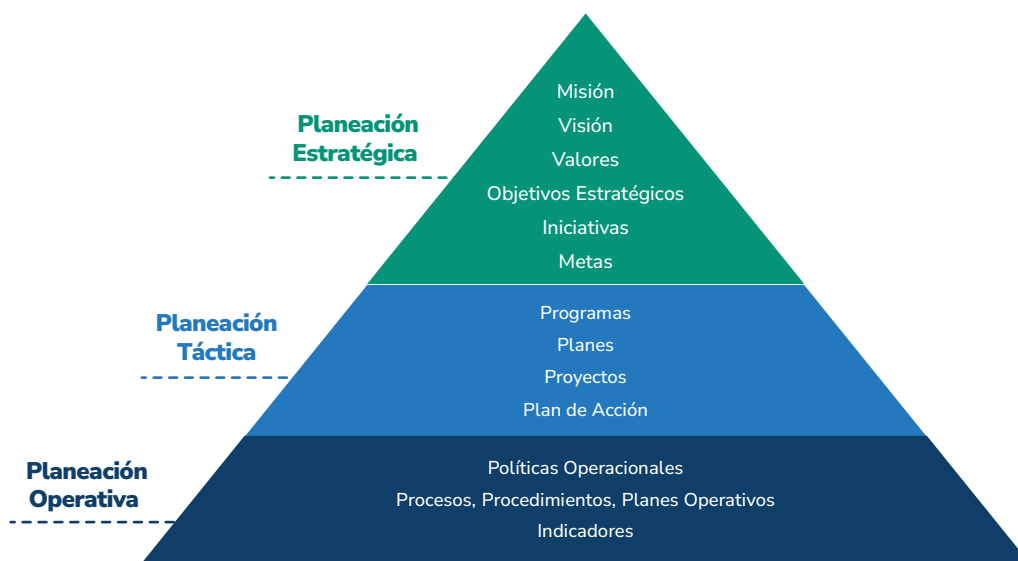 Planeación
Estratégica
Misión
Visión
Valores
Objetivos Estratégicos
Iniciativas
Metas
Planeación
Táctica
Programas
Planes
Proyectos
Plan de Acción
Planeación
Operativa
Políticas Operacionales
Procesos, Procedimientos, Planes Operativos
Indicadores